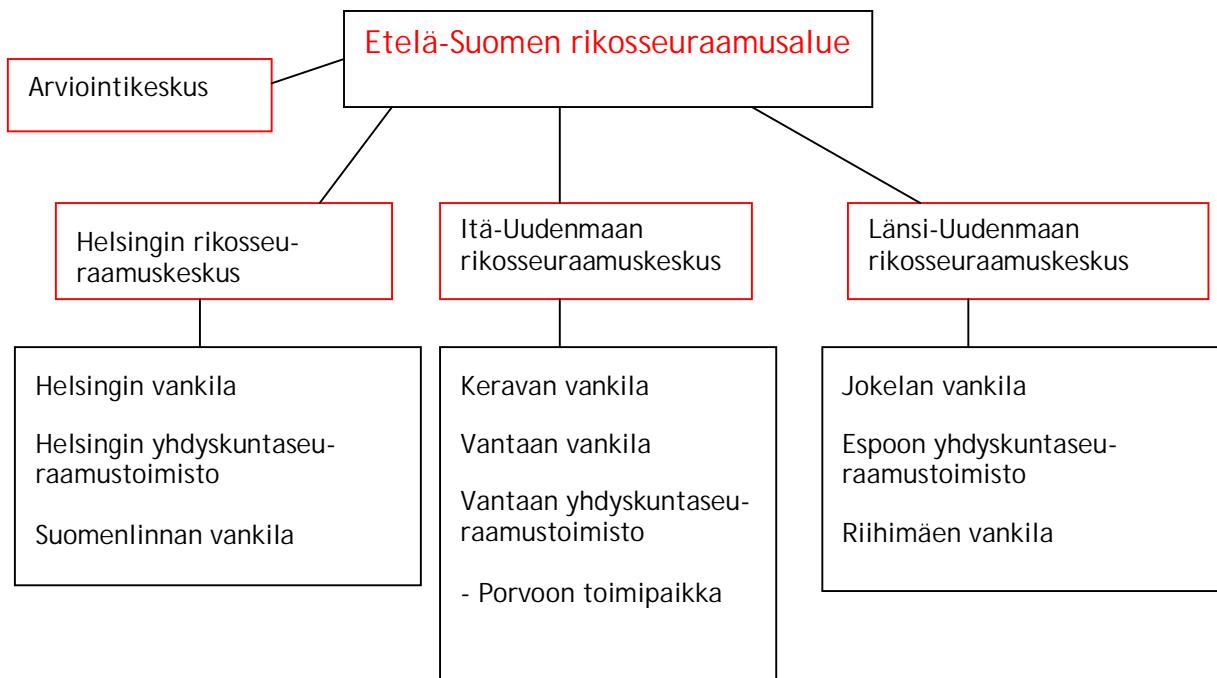 Etelä-Suomen rikosseuraamusalue
Arviointikeskus
Helsingin rikosseu-
raamuskeskus
Itä-Uudenmaan
rikosseuraamuskeskus
Länsi-Uudenmaan
rikosseuraamuskeskus
Helsingin vankila
Helsingin yhdyskuntaseu-
raamustoimisto
Suomenlinnan vankila
Keravan vankila
Vantaan vankila
Vantaan yhdyskuntaseu-
raamustoimisto
- Porvoon toimipaikka
Jokelan vankila
Espoon yhdyskuntaseu-
raamustoimisto
Riihimäen vankila